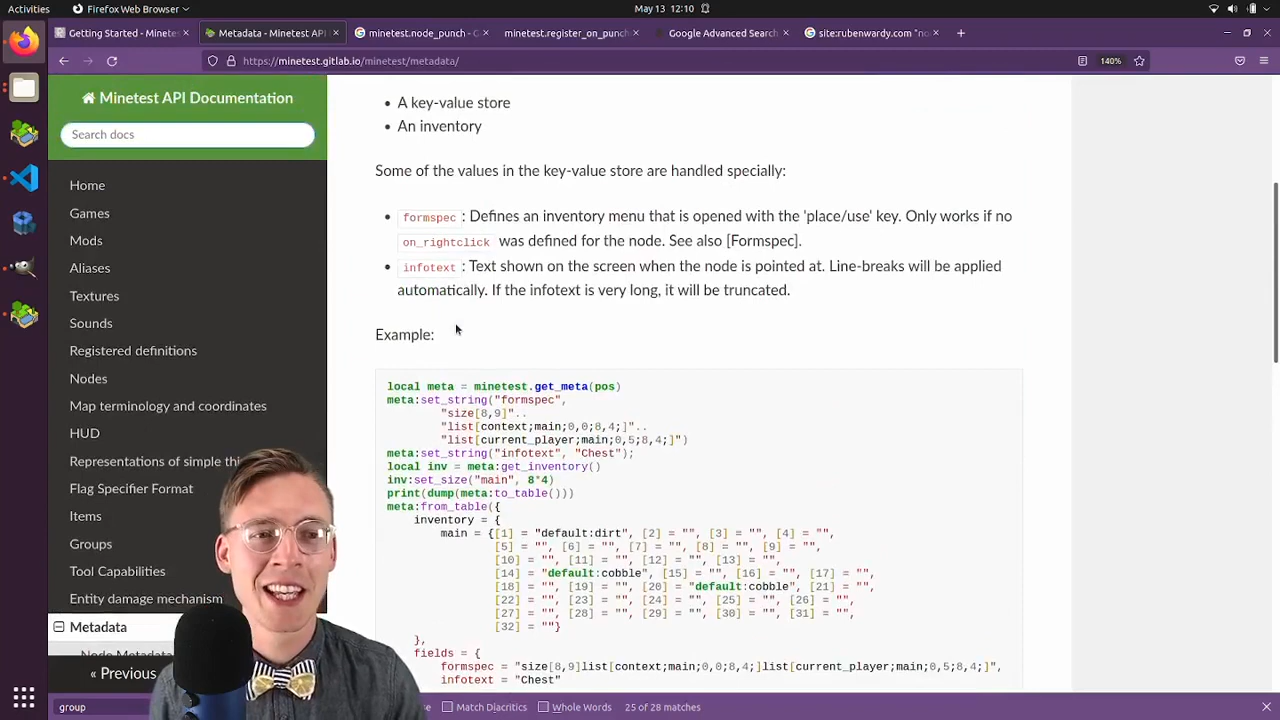 Activities
Firefox Web Browser
May 13 12:10
Getting Started - Minetes
Metadata - Minetest API
minetest.node_punch - G
minetest.register_on_punch
Google Advanced Search
site:rubenwardy.com "no
https://minetest.gitlab.io/minetest/metadata/
140%
Minetest API Documentation
Search docs
Home
Games
Mods
Aliases
Textures
Sounds
Registered definitions
Nodes
Map terminology and coordinates
HUD
Representations of simple thi
Flag Specifier Format
Items
Groups
Tool Capabilities
Entity damage mechanism
Metadata
Node Metada
« Previous
• A key-value store
• An inventory
Some of the values in the key-value store are handled specially:
• formspec : Defines an inventory menu that is opened with the 'place/use' key. Only works if no
on_rightclick was defined for the node. See also [Formspec].
• infotext : Text shown on the screen when the node is pointed at. Line-breaks will be applied
automatically. If the infotext is very long, it will be truncated.
Example:
local meta = minetest.get_meta(pos)
meta:set_string("formspec",
"size[8,9]"..
"list[context;main;0,0;8,4;]"..
"list[current_player;main;0,5;8,4;]")
meta:set_string("infotext", "Chest");
local inv = meta:get_inventory()
inv:set_size("main", 8*4)
print(dump(meta:to_table()))
meta:from_table({
inventory = {
main = {[1] = "default:dirt", [2] = "", [3] = "", [4] = "",
[5] = "", [6] = "", [7] = "", [8] = "", [9] = "",
[10] = "", [11] = "", [12] = "", [13] = "",
[14] = "default:cobble", [15] = "", [16] = "", [17] = "",
[18] = "", [19] = "", [20] = "default:cobble", [21] = "",
[22] = "", [23] = "", [24] = "", [25] = "", [26] = "",
[27] = "", [28] = "", [29] = "", [30] = "", [31] = "",
[32] = ""}
},
fields = {
formspec = "size[8,9]list[context;main;0,0;8,4;]list[current_player;main;0,5;8,4;]",
infotext = "Chest"
group
Match Diacritics
Whole Words
25 of 28 matches